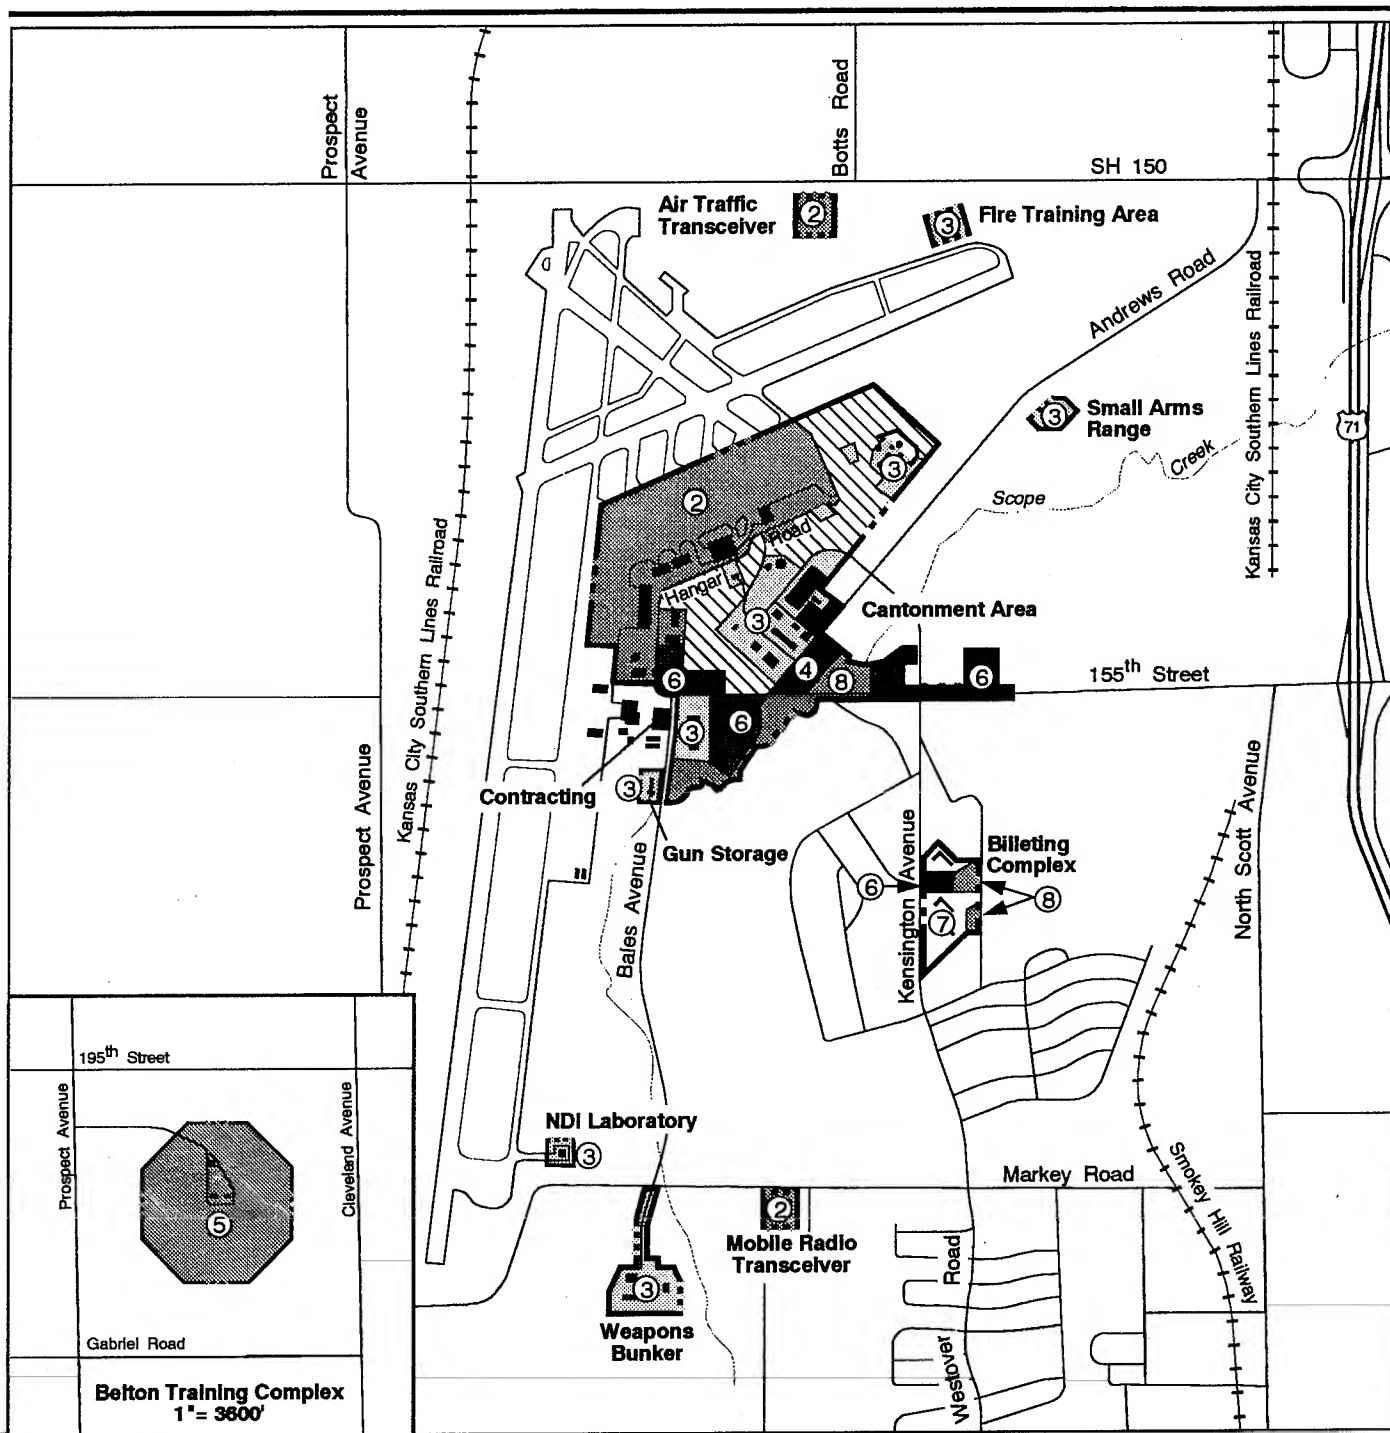 Prospect
Avenue
Botts Road
SH 150
Air Traffic
Transceiver
2
3
Fire Training Area
Andrews Road
Kansas City Southern Lines Railroad
3
Small Arms
Range
71
3
Creek
Scope
2
Road
Hangar
Kansas City Southern Lines Railroad
3
Cantonment Area
6
4
8
6
155th Street
3
6
Prospect Avenue
Contracting
3
Gun Storage
Bales Avenue
Kensington Avenue
Billeting
Complex
6
8
7
North Scott Avenue
195th Street
Prospect Avenue
Cleveland Avenue
5
Gabriel Road
Belton Training Complex
1"= 3600'
NDI Laboratory
3
Markey Road
Smokey Hill Railway
2
Mobile Radio
Transceiver
3
Weapons
Bunker
Westover Road